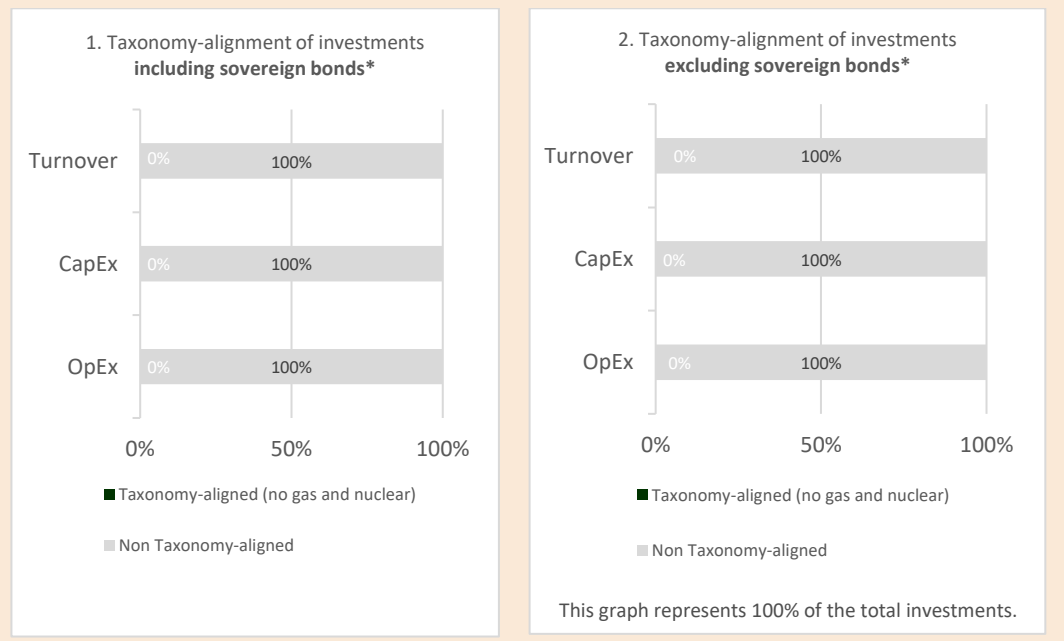 1. Taxonomy-alignment of investments
including sovereign bonds*
Turnover
0%
100%
CapEx
0%
100%
OpEx
0%
100%
0%
50%
100%
Taxonomy-aligned (no gas and nuclear)
Non Taxonomy-aligned
2. Taxonomy-alignment of investments
excluding sovereign bonds*
Turnover
0%
100%
CapEx
0%
100%
OpEx
0%
100%
0%
50%
100%
Taxonomy-aligned (no gas and nuclear)
Non Taxonomy-aligned
This graph represents 100% of the total investments.